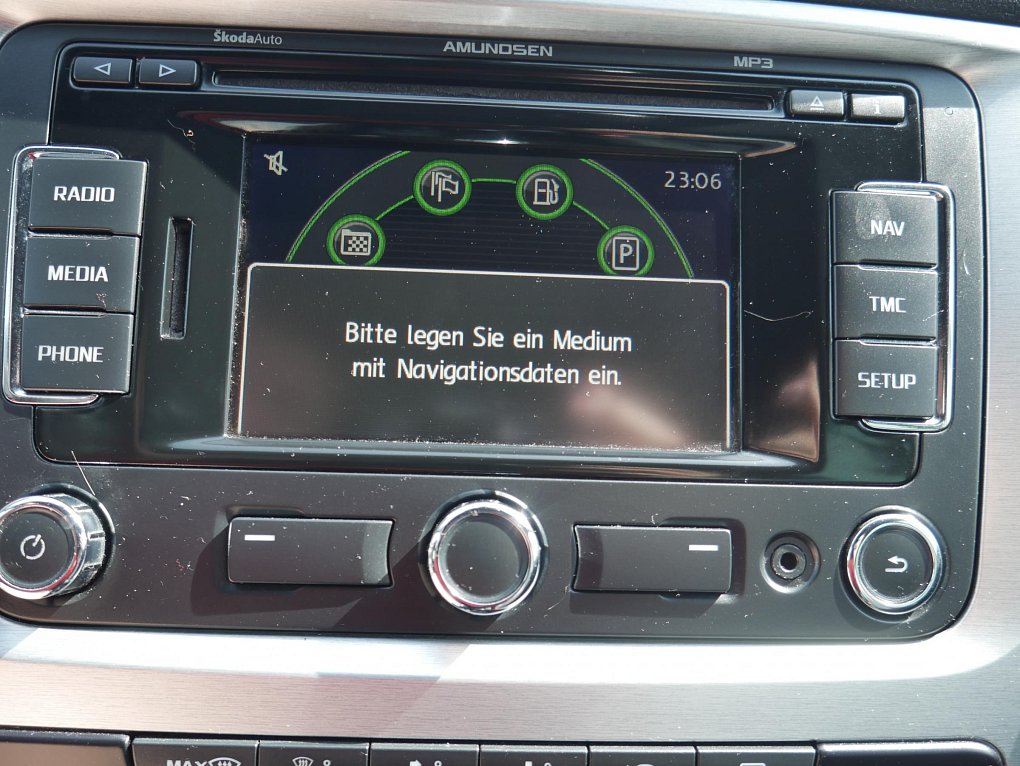 ŠkodaAuto
AMUNDSEN
MP3
i
RADIO
MEDIA
PHONE
23:06
P
NAV
TMC
SETUP
Bitte legen Sie ein Medium
mit Navigationsdaten ein.
MAX